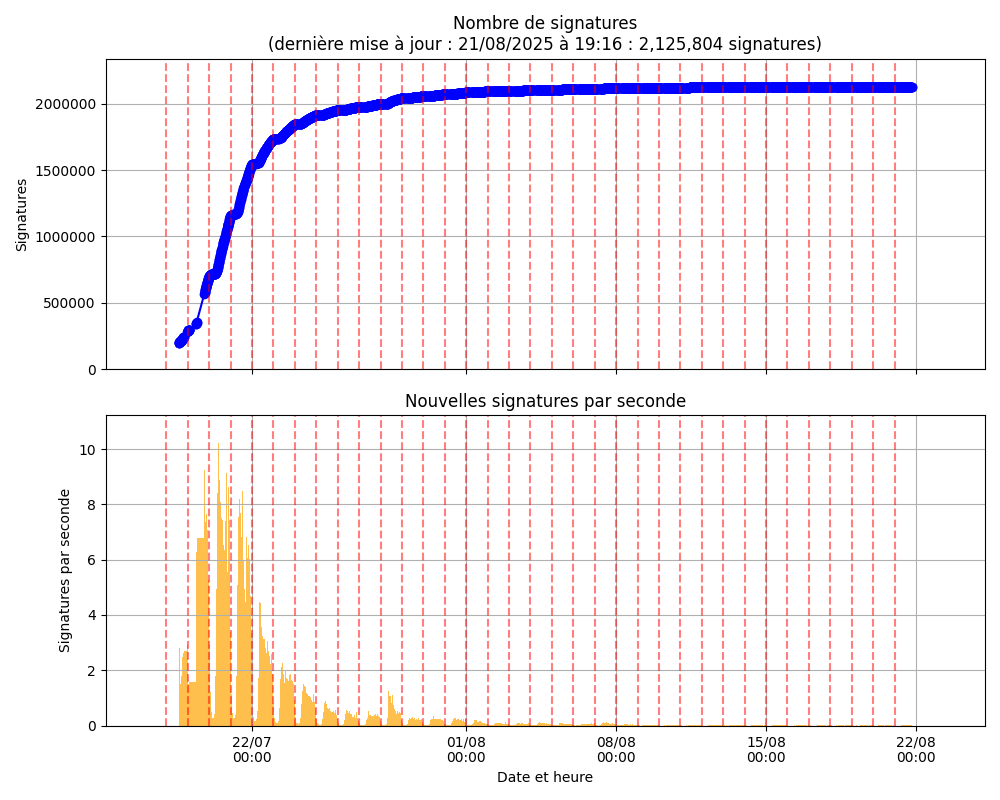 Nombre de signatures
(dernière mise à jour : 21/08/2025 à 19:16 : 2,125,804 signatures)
Signatures
2000000
1500000
1000000
500000
0
Nouvelles signatures par seconde
Signatures par seconde
10
8
6
4
2
0
22/07 01/08 08/08 15/08 22/08
00:00 00:00 00:00 00:00 00:00
Date et heure